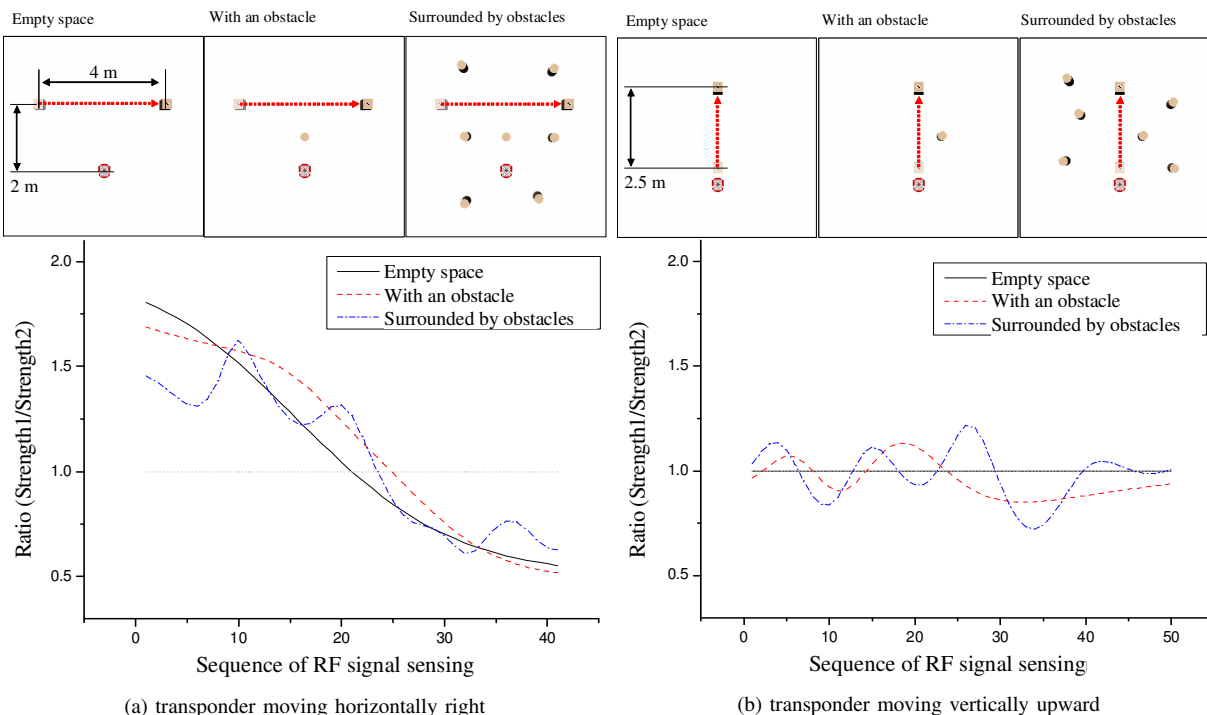 Empty space
With an obstacle
Surrounded by obstacles
4 m
2 m
2.0
1.5
1.0
0.5
Ratio (Strength1/Strength2)
Empty space
With an obstacle
Surrounded by obstacles
0
10
20
30
40
Sequence of RF signal sensing
(a) transponder moving horizontally right
Empty space
With an obstacle
Surrounded by obstacles
2.5 m
2.0
1.5
1.0
0.5
Ratio (Strength1/Strength2)
Empty space
With an obstacle
Surrounded by obstacles
0
10
20
30
40
50
Sequence of RF signal sensing
(b) transponder moving vertically upward